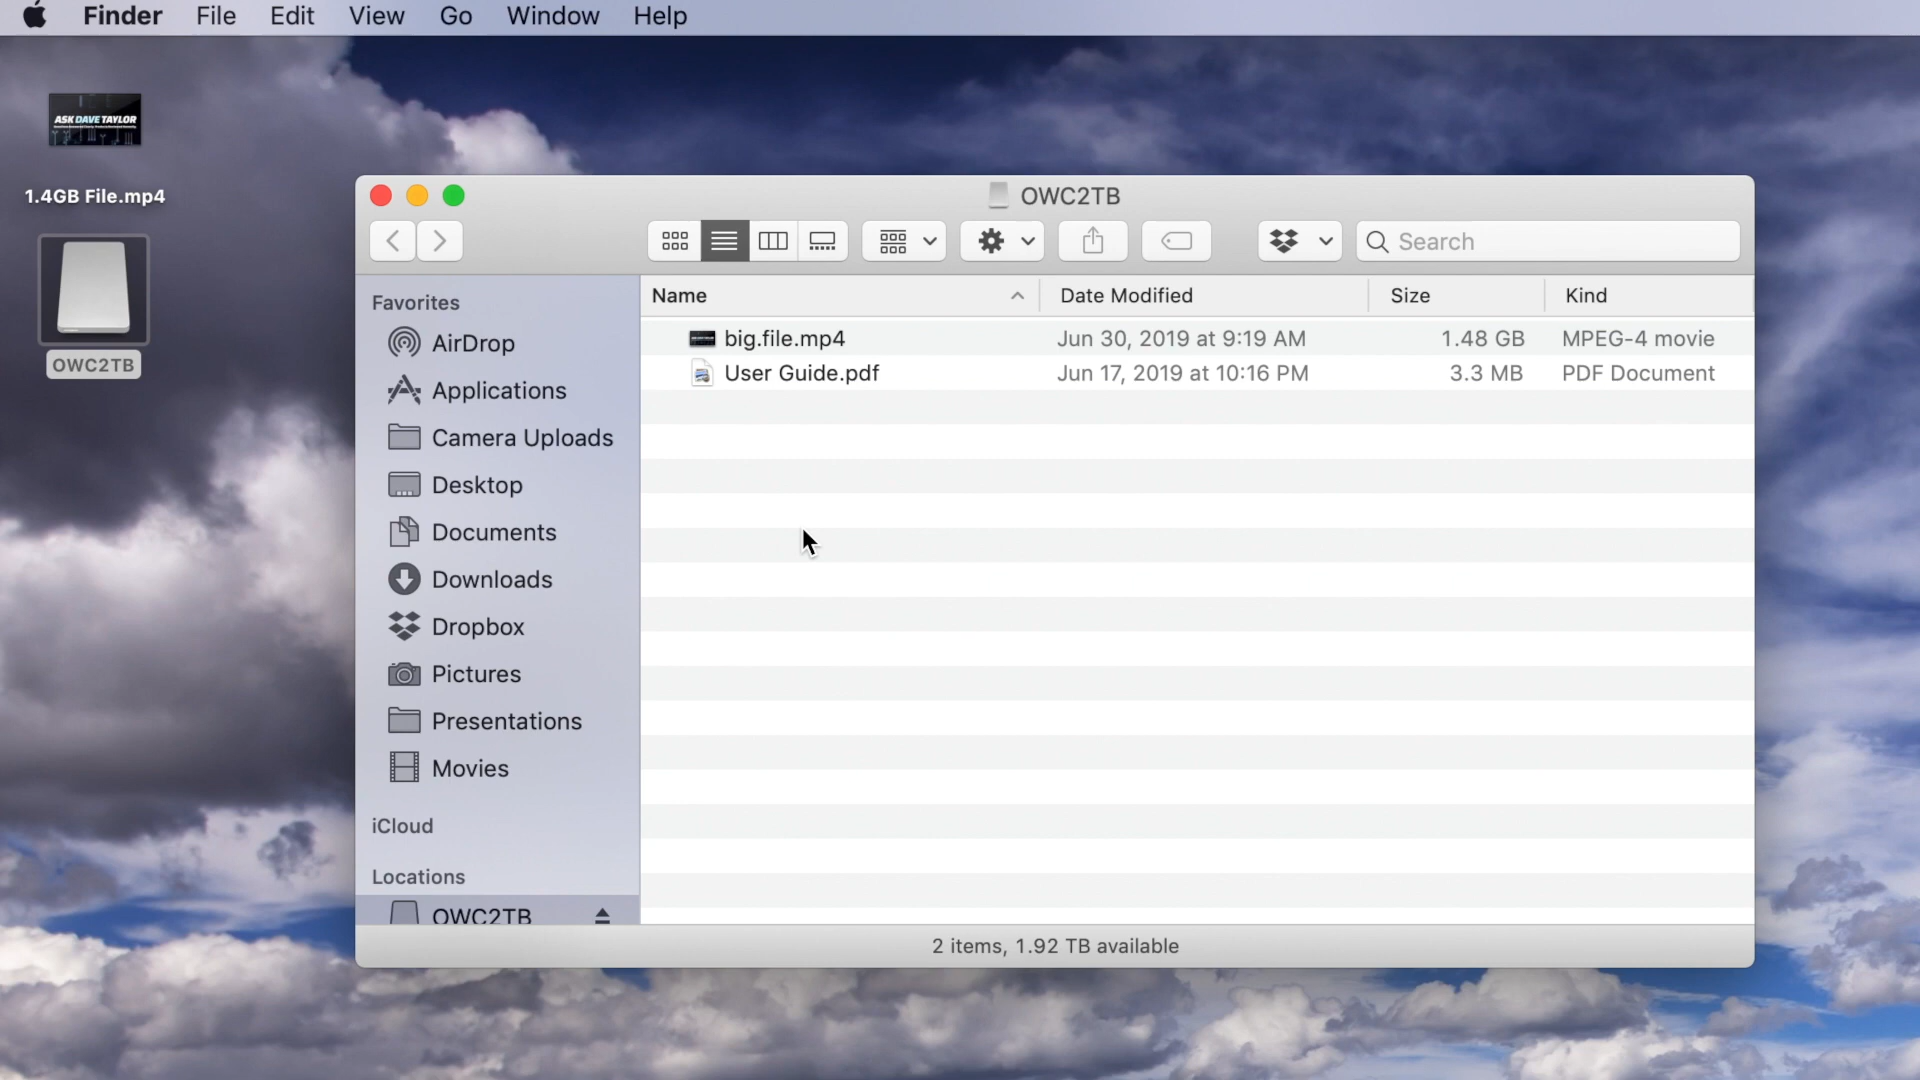 Finder File Edit View Go Window Help
ASK DAVE TAYLOR
1.4GB File.mp4
OWC2TB
OWC2TB
Search
Favorites
AirDrop
Applications
Camera Uploads
Desktop
Documents
Downloads
Dropbox
Pictures
Presentations
Movies
iCloud
Locations
OWC2TB
Name Date Modified Size Kind
big.file.mp4 Jun 30, 2019 at 9:19 AM 1.48 GB MPEG-4 movie
User Guide.pdf Jun 17, 2019 at 10:16 PM 3.3 MB PDF Document
2 items, 1.92 TB available